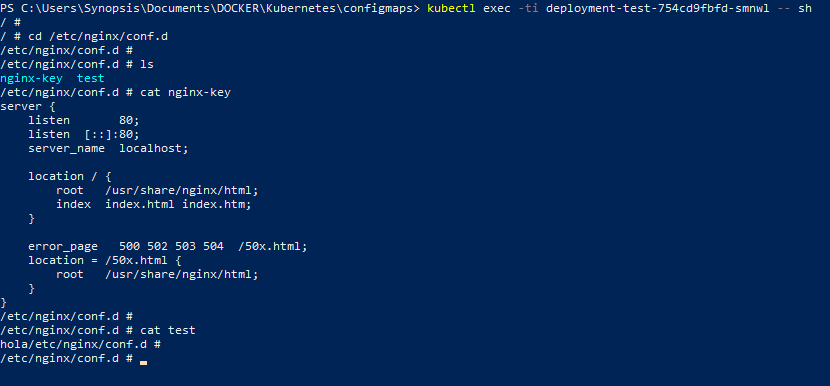 PS C:\Users\Synopsis\Documents\DOCKER\Kubernetes\configmaps> kubectl exec -ti deployment-test-754cd9fbfd-smnwl -- sh
/ #
/ # cd /etc/nginx/conf.d
/etc/nginx/conf.d #
/etc/nginx/conf.d # ls
nginx-key  test
/etc/nginx/conf.d # cat nginx-key
server {
    listen       80;
    listen  [::]:80;
    server_name  localhost;

    location / {
        root   /usr/share/nginx/html;
        index  index.html index.htm;
    }

    error_page   500 502 503 504  /50x.html;
    location = /50x.html {
        root   /usr/share/nginx/html;
    }
}
/etc/nginx/conf.d #
/etc/nginx/conf.d # cat test
hola/etc/nginx/conf.d #
/etc/nginx/conf.d #